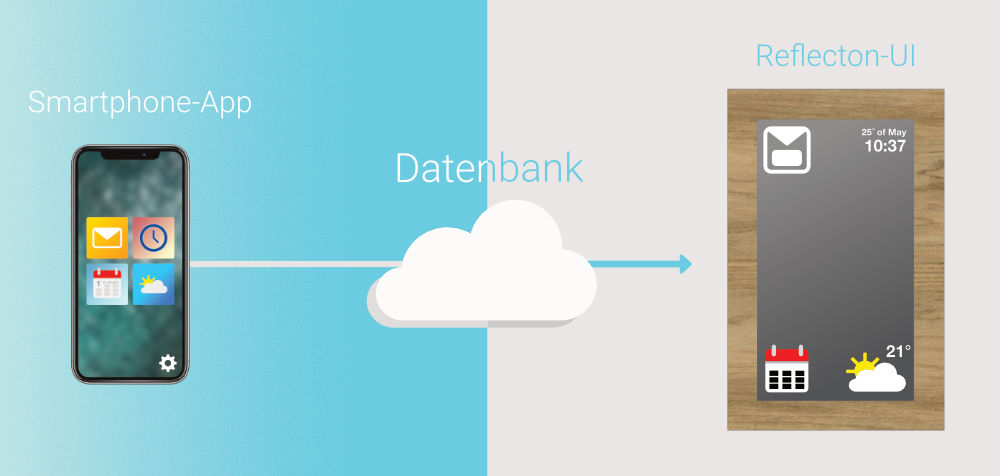 Smartphone-App
Datenbank
Reflecton-UI
25° of May
10:37
21°